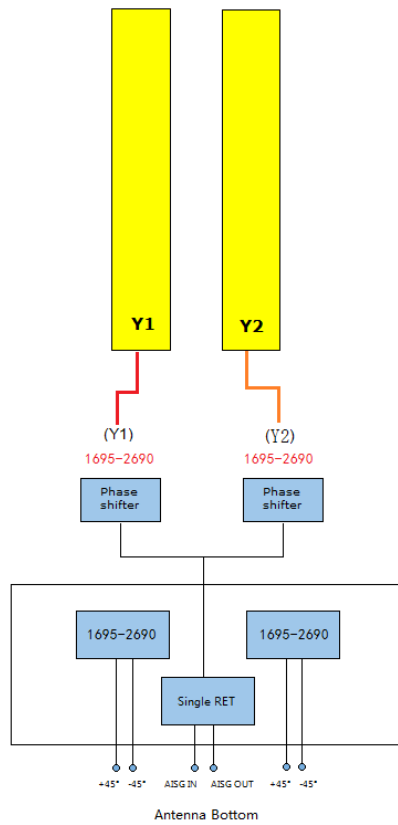 Y1
Y2
(Y1)
(Y2)
1695-2690
1695-2690
Phase
shifter
Phase
shifter
1695-2690
1695-2690
Single RET
+45°
-45°
AISG IN
AISG OUT
+45°
-45°
Antenna Bottom